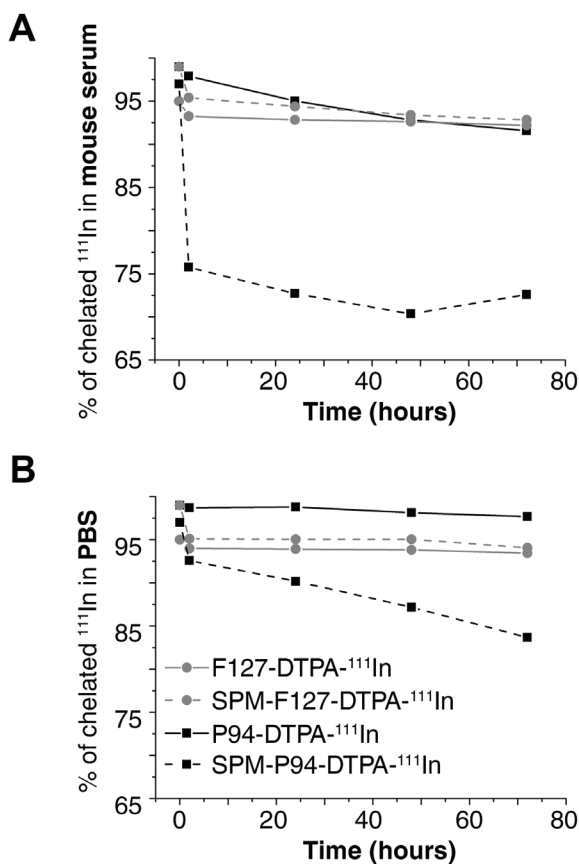 A
% of chelated ¹¹¹In in mouse serum
95
85
75
65
0 20 40 60 80
Time (hours)
B
% of chelated ¹¹¹In in PBS
95
85
75
65
F127-DTPA-¹¹¹In
SPM-F127-DTPA-¹¹¹In
P94-DTPA-¹¹¹In
SPM-P94-DTPA-¹¹¹In
0 20 40 60 80
Time (hours)